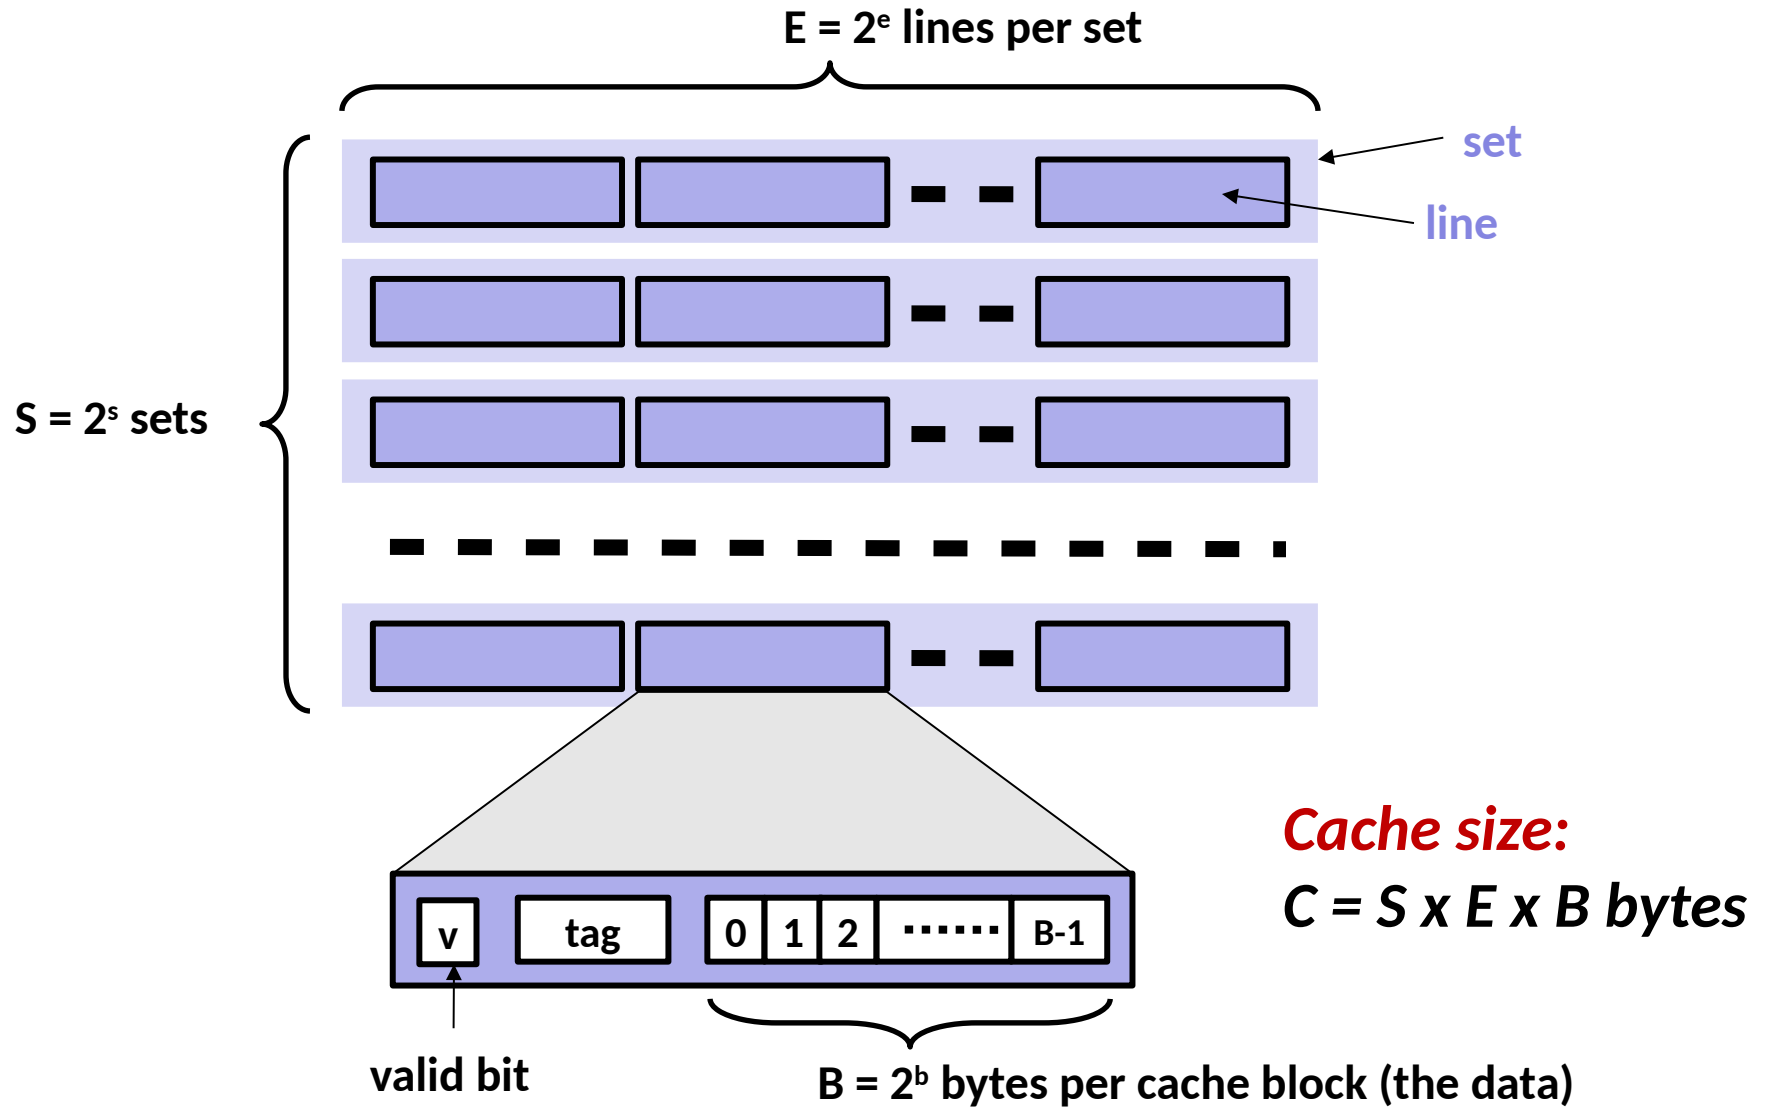 E = 2ᵉ lines per set
set
line
S = 2ˢ sets
Cache size:
C = S x E x B bytes
v
tag
0
1
2
B-1
valid bit
B = 2ᵇ bytes per cache block (the data)